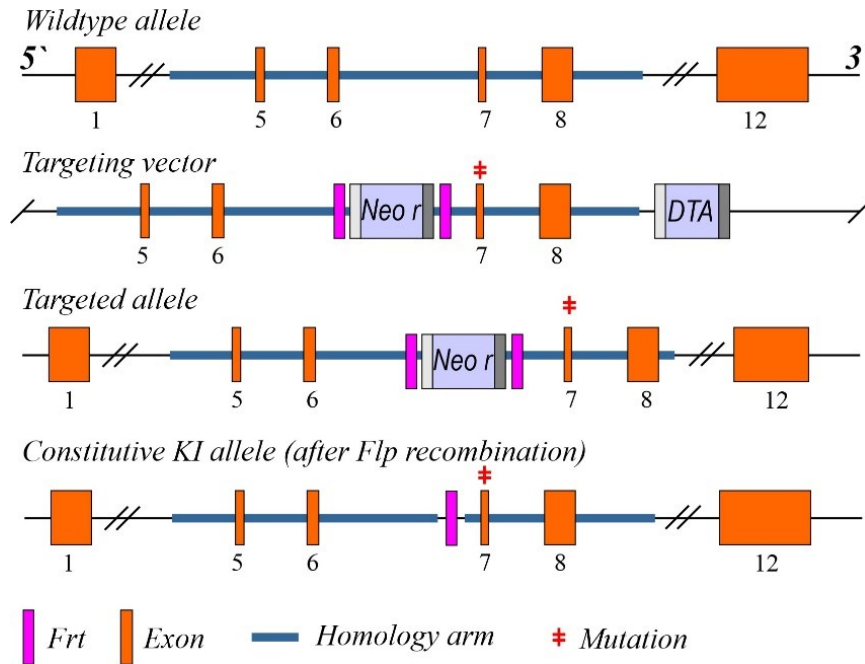 Wildtype allele
5` 3
1 5 6 7 8 12
Targeting vector
Neo r DTA
5 6 7 8
Targeted allele
Neo r
1 5 6 7 8 12
Constitutive KI allele (after Flp recombination)
1 5 6 7 8 12
Frt Exon Homology arm Mutation